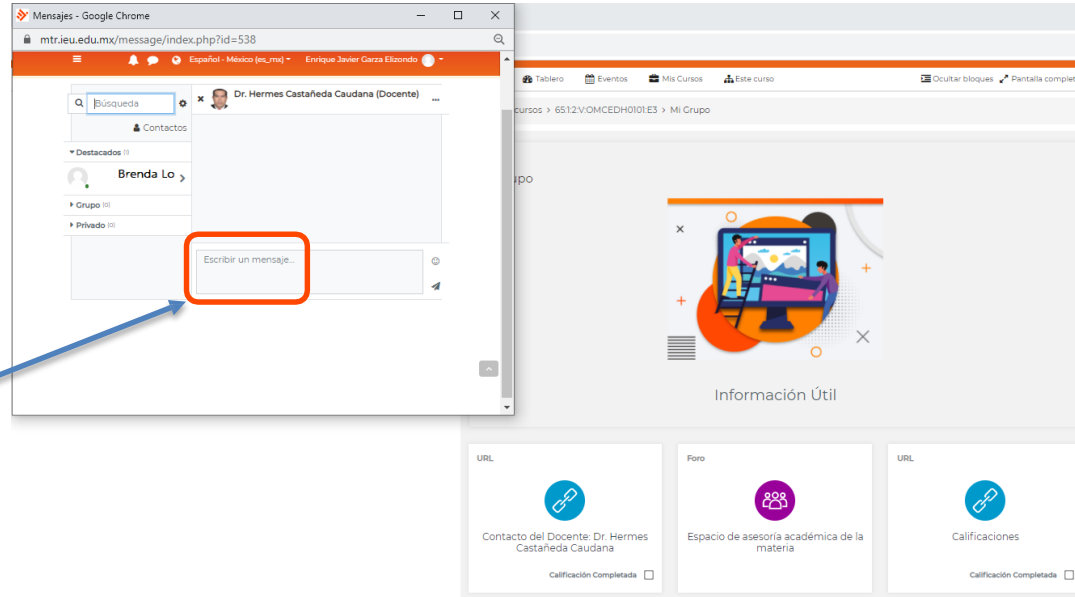 Mensajes - Google Chrome
mtr.ieu.edu.mx/message/index.php?id=538
Español - México (es_mx) Enrique Javier Garza Elizondo
Búsqueda
Dr. Hermes Castañeda Caudana (Docente)
Contactos
Destacados (1)
Brenda Lo
Grupo (0)
Privado (0)
Escribir un mensaje...
Tablero Eventos Mis Cursos Este curso Ocultar bloques Pantalla complet
cursos > 65:1:2:V:OMCEDH0101:E3 > Mi Grupo
upo
Información Útil
URL
Contacto del Docente: Dr. Hermes
Castañeda Caudana
Calificación Completada
Foro
Espacio de asesoría académica de la
materia
URL
Calificaciones
Calificación Completada